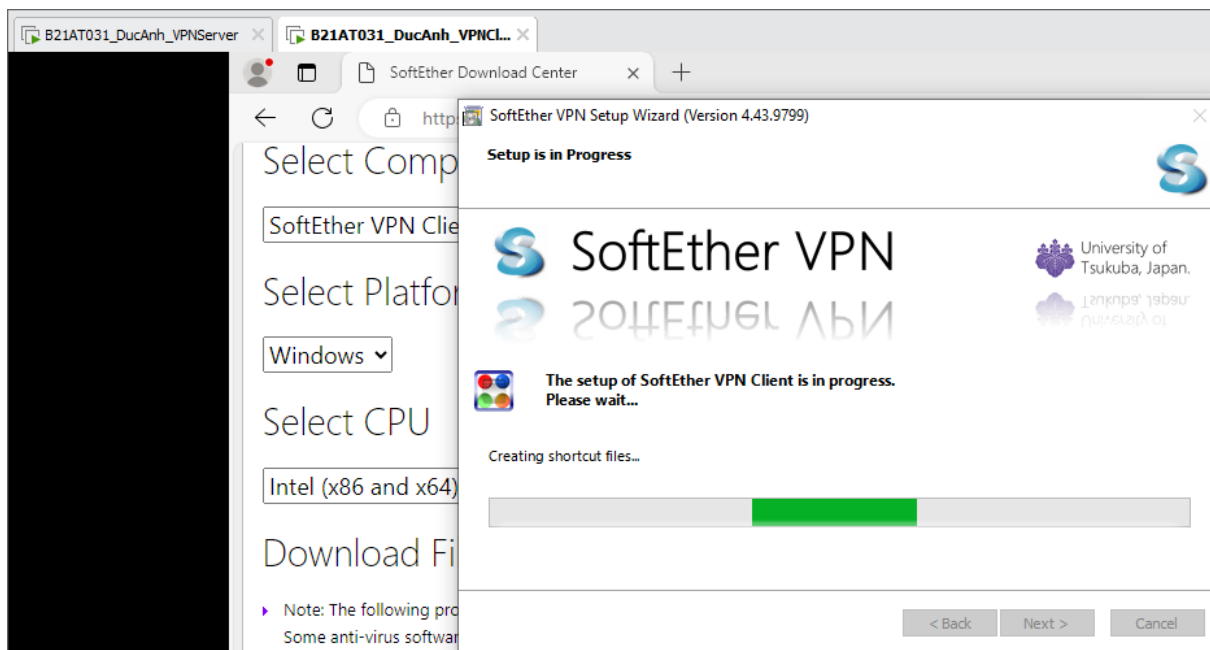 B21AT031_DucAnh_VPNServer
B21AT031_DucAnh_VPNCl...
SoftEther Download Center
http
SoftEther VPN Setup Wizard (Version 4.43.9799)
Setup is in Progress
Select Comp
SoftEther VPN Clie
SoftEther VPN
University of
Tsukuba, Japan.
Select Platfor
Windows
The setup of SoftEther VPN Client is in progress.
Please wait...
Select CPU
Creating shortcut files...
Intel (x86 and x64)
Download Fi
Note: The following pro
Some anti-virus softwar
< Back
Next >
Cancel